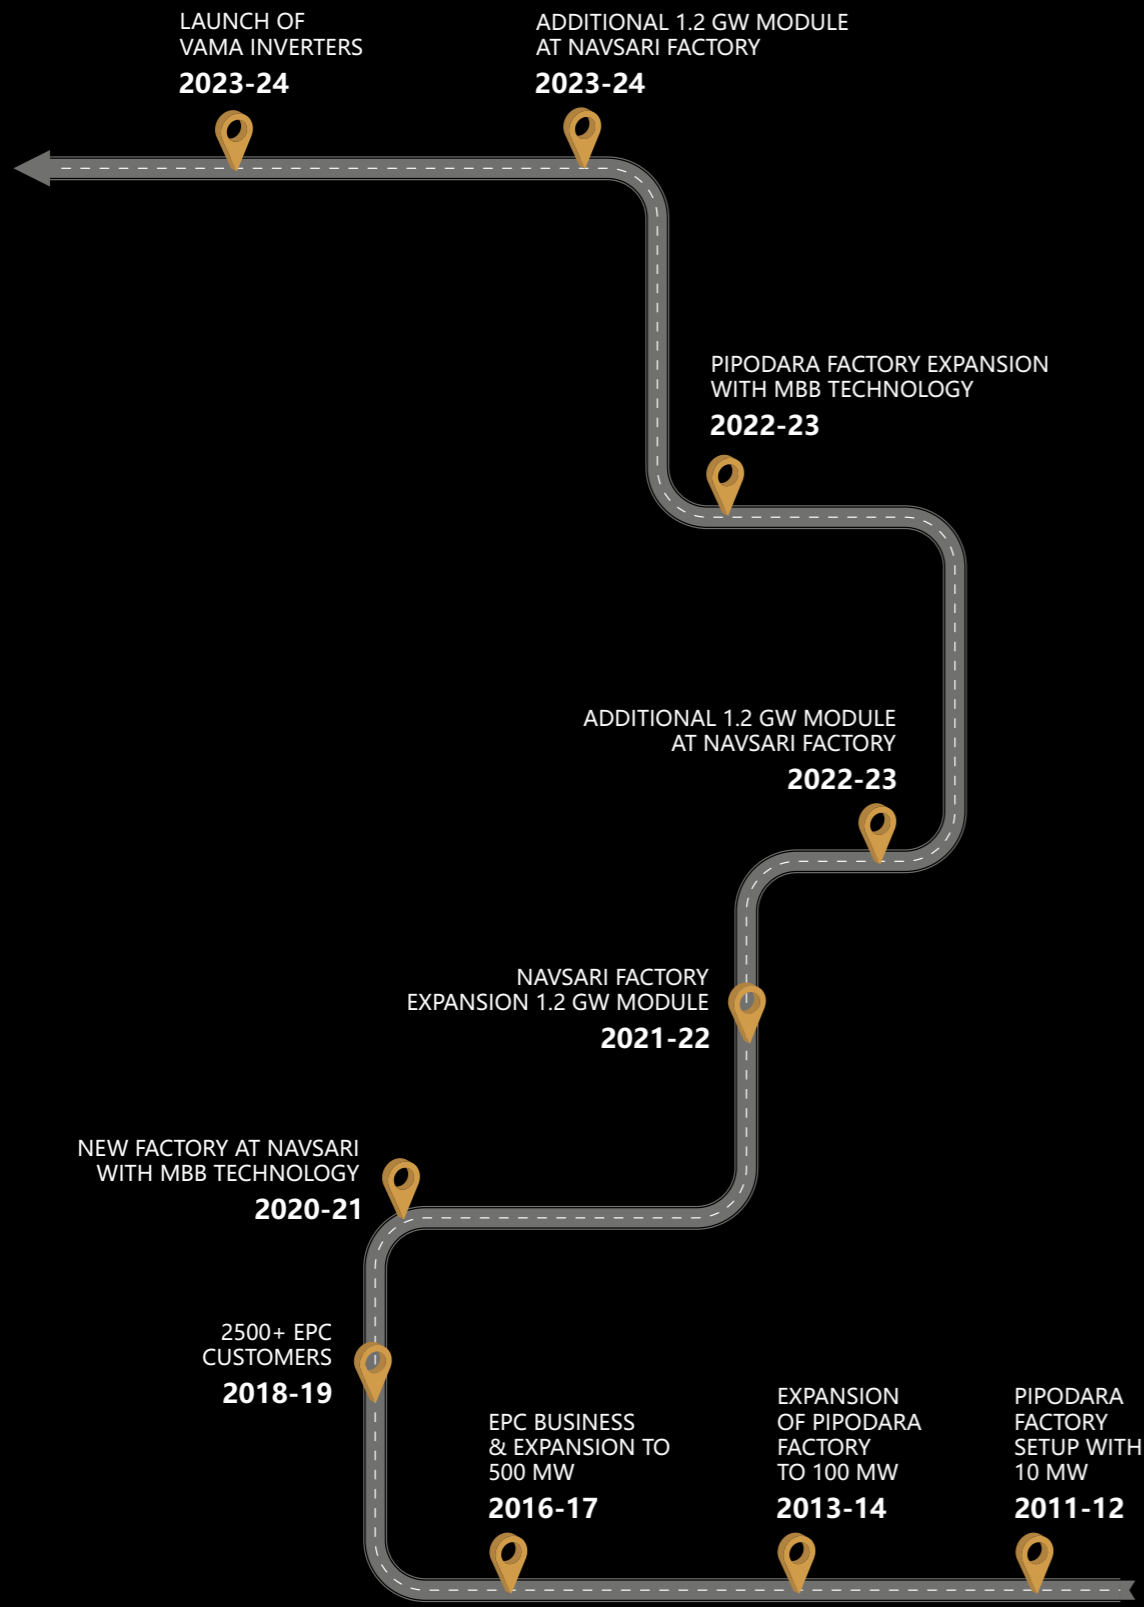 LAUNCH OF
VAMA INVERTERS
2023-24
ADDITIONAL 1.2 GW MODULE
AT NAVSARI FACTORY
2023-24
PIPODARA FACTORY EXPANSION
WITH MBB TECHNOLOGY
2022-23
ADDITIONAL 1.2 GW MODULE
AT NAVSARI FACTORY
2022-23
NAVSARI FACTORY
EXPANSION 1.2 GW MODULE
2021-22
NEW FACTORY AT NAVSARI
WITH MBB TECHNOLOGY
2020-21
2500+ EPC
CUSTOMERS
2018-19
EPC BUSINESS
& EXPANSION TO
500 MW
2016-17
EXPANSION
OF PIPODARA
FACTORY
TO 100 MW
2013-14
PIPODARA
FACTORY
SETUP WITH
10 MW
2011-12